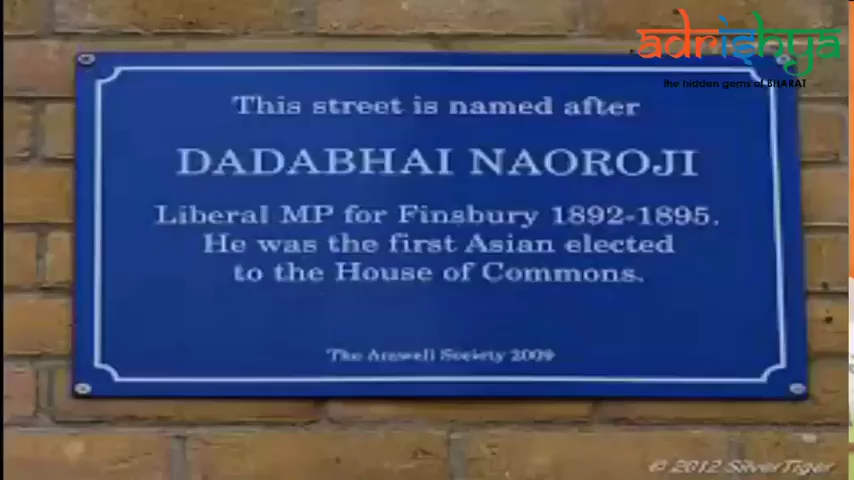 adrishya
the hidden gems of BHARAT
This street is named after
DADABHAI NAOROJI
Liberal MP for Finsbury 1892-1895.
He was the first Asian elected
to the House of Commons.
The Amwell Society 2009
© 2012 SilverTiger